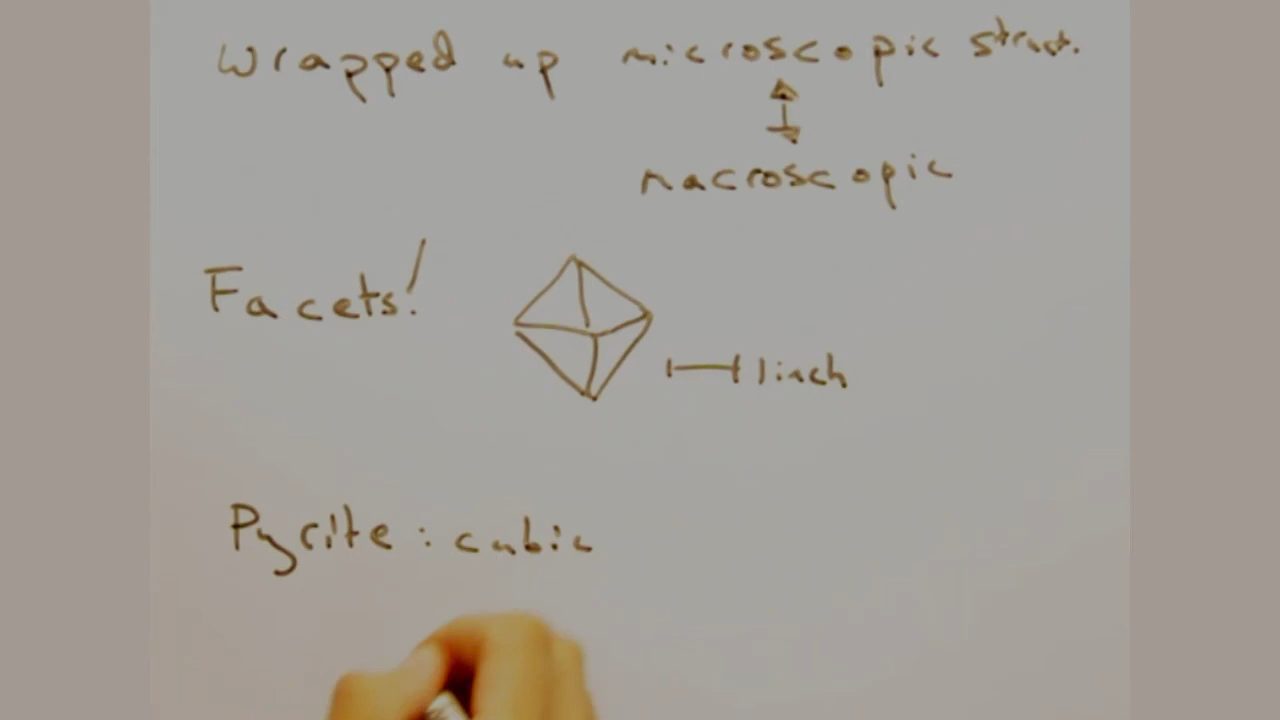 Wrapped up microscopic struct.
macroscopic
Facets!
1 inch
Pyrite: cubic